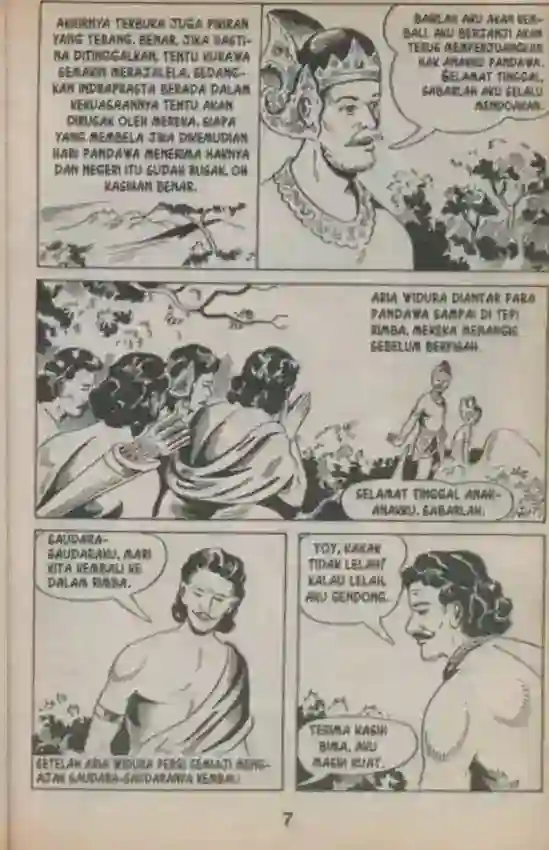 AKHIRNYA TERBUKA JUGA PIKIRAN
YANG TERANG. BENAR, JIKA HASTI-
NA DITINGGALKAN, TENTU KURAWA
SEMAKIN MERAJALELA. SEDANG-
KAN INDRAPRASTA BERADA DALAM
KEKUASAANNYA TENTU AKAN
DIRUSAK OLEH MEREKA. SIAPA
YANG MEMBELA JIKA DIKEMUDIAN
HARI PANDAWA MENERIMA HAKNYA
DAN NEGERI ITU SUDAH RUSAK. OH
KASIHAN BENAR.
BAIKLAH AKU AKAN KEM-
BALI. AKU BERJANJI AKAN
TERUS MEMPERJUANGKAN
HAK ANAKKU PANDAWA.
SELAMAT TINGGAL,
SABARLAH AKU SELALU
MENDOAKAN.
ARIA WIDURA DIANTAR PARA
PANDAWA SAMPAI DI TEPI
RIMBA. MEREKA MENANGIS
SEBELUM BERPISAH.
SELAMAT TINGGAL ANAK-
ANAKKU. SABARLAH.
SAUDARA-
SAUDARAKU, MARI
KITA KEMBALI KE
DALAM RIMBA.
SETELAH ARIA WIDURA PERGI SEMIAJI MENG-
AJAK SAUDARA-SAUDARANYA KEMBALI
TOY, KAKAK
TIDAK LELAH?
KALAU LELAH,
AKU GENDONG.
TERIMA KASIH
BIMA. AKU
MASIH KUAT.
7